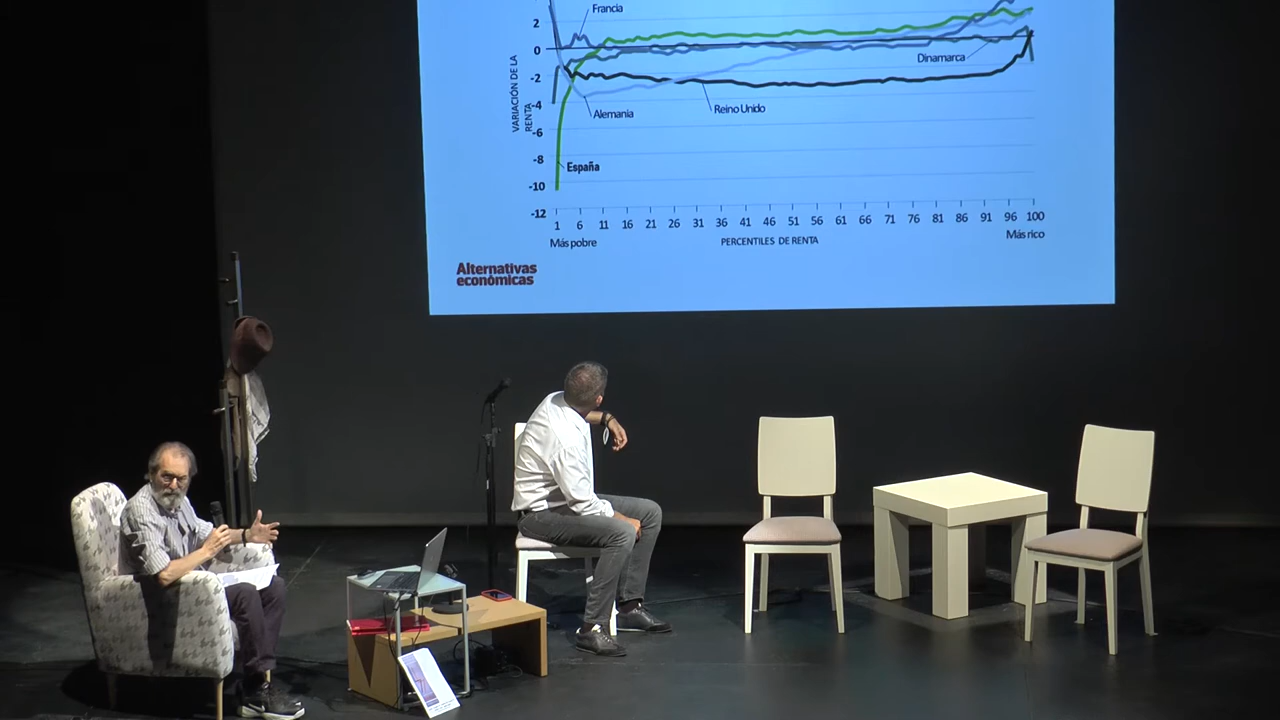 Francia
2
0
-2
-4
-6
-8
-10
-12
VARIACIÓN DE LA
RENTA
Dinamarca
Alemania
Reino Unido
España
1 6 11 16 21 26 31 36 41 46 51 56 61 66 71 76 81 86 91 96 100
Más pobre
PERCENTILES DE RENTA
Más rico
Alternativas
económicas